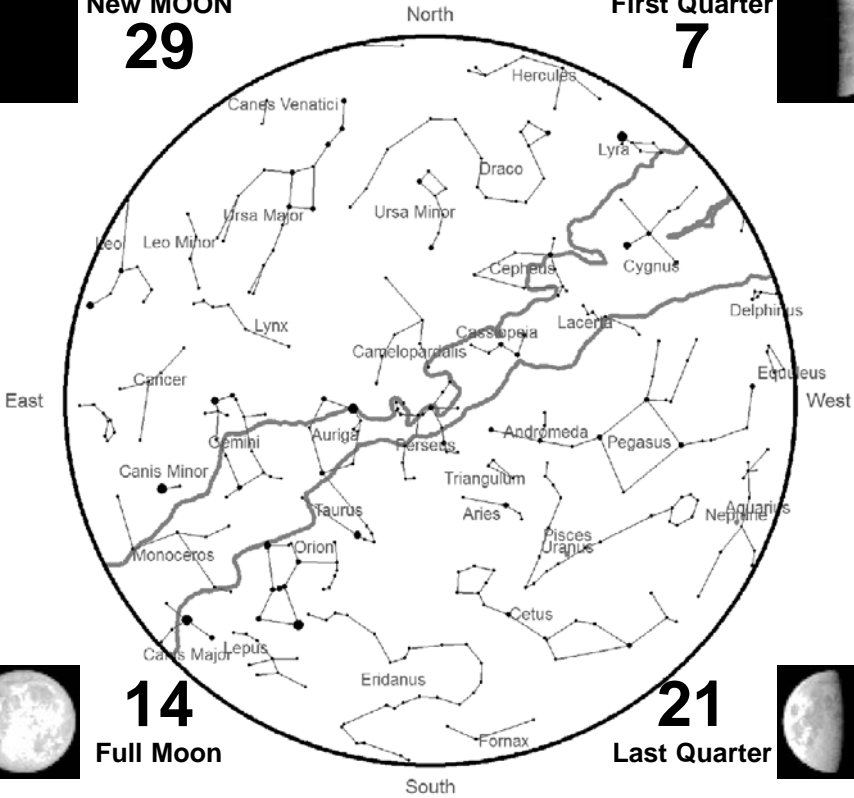 New MOON
29
First Quarter
7
North
Hercules
Canes Venatici
Lyra
Draco
Ursa Minor
Ursa Major
Leo
Leo Minor
Cepheus
Cygnus
Delphinus
Lynx
Lacerta
Cassiopeia
Camelopardalis
Equuleus
Cancer
East
West
Gemini
Auriga
Perseus
Andromeda
Pegasus
Canis Minor
Triangulum
Taurus
Aries
Aquarius
Neptune
Pisces
Uranus
Monoceros
Orion
Cetus
Canis Major
Lepus
Eridanus
Fornax
14
Full Moon
21
Last Quarter
South